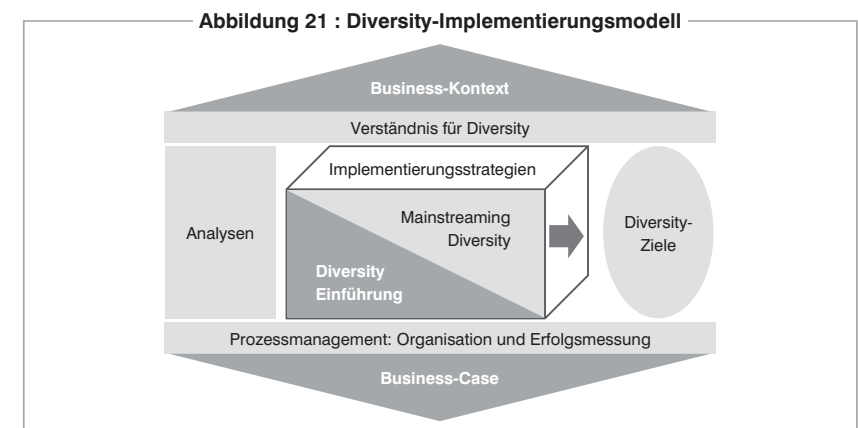 Abbildung 21 : Diversity-Implementierungsmodell
Business-Kontext
Verständnis für Diversity
Implementierungsstrategien
Analysen
Mainstreaming
Diversity
Diversity
Einführung
Diversity-
Ziele
Prozessmanagement: Organisation und Erfolgsmessung
Business-Case